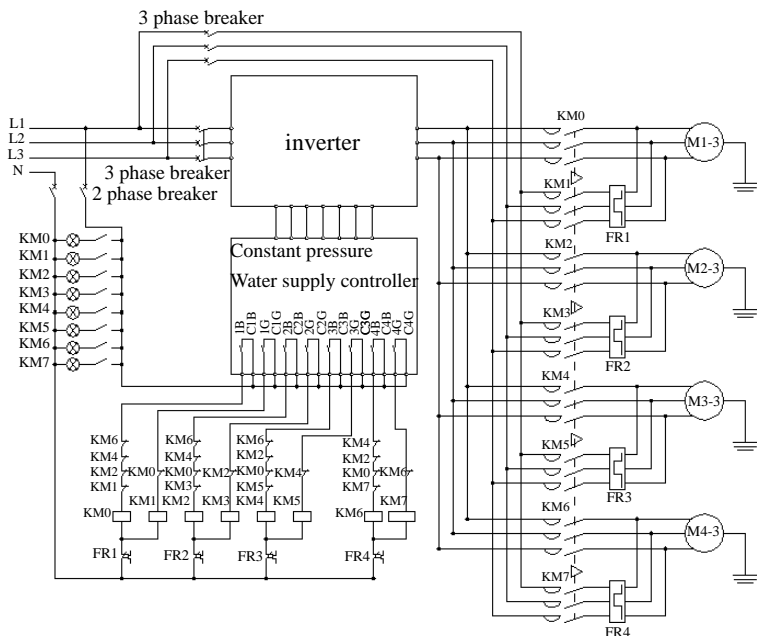 3 phase breaker
L1
L2
L3
N
inverter
3 phase breaker
2 phase breaker
KM0
M1-3
KM1
FR1
KM0
KM1
KM2
KM3
KM4
KM5
KM6
KM7
Constant pressure
Water supply controller
1B
C1B
1G
C1G
2B
C2B
2G
C2G
3B
C3B
3G
C3G
4B
C4B
4G
C4G
KM2
M2-3
KM3
FR2
KM4
M3-3
KM5
FR3
KM6
M4-3
KM7
FR4
KM6 KM6 KM6 KM4
KM4 KM4 KM2 KM2
KM2 KM0 KM0 KM2 KM0 KM4 KM0 KM6
KM1 KM3 KM5 KM7
KM1 KM2 KM3 KM4 KM5 KM7
KM0 KM6
FR1 FR2 FR3 FR4